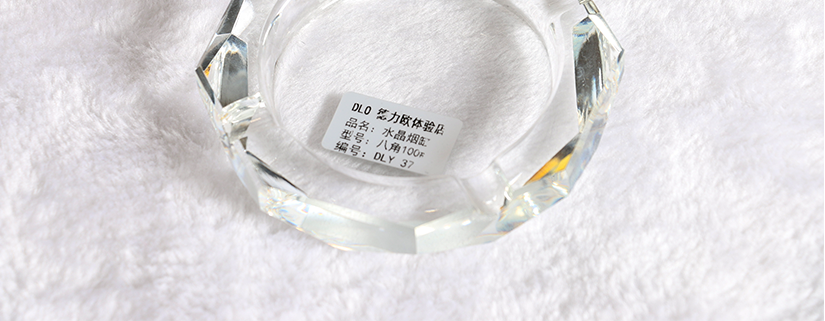 DLO 德力欧体验店
品名: 水晶烟缸
型号: 八角100
编号: DLY 37